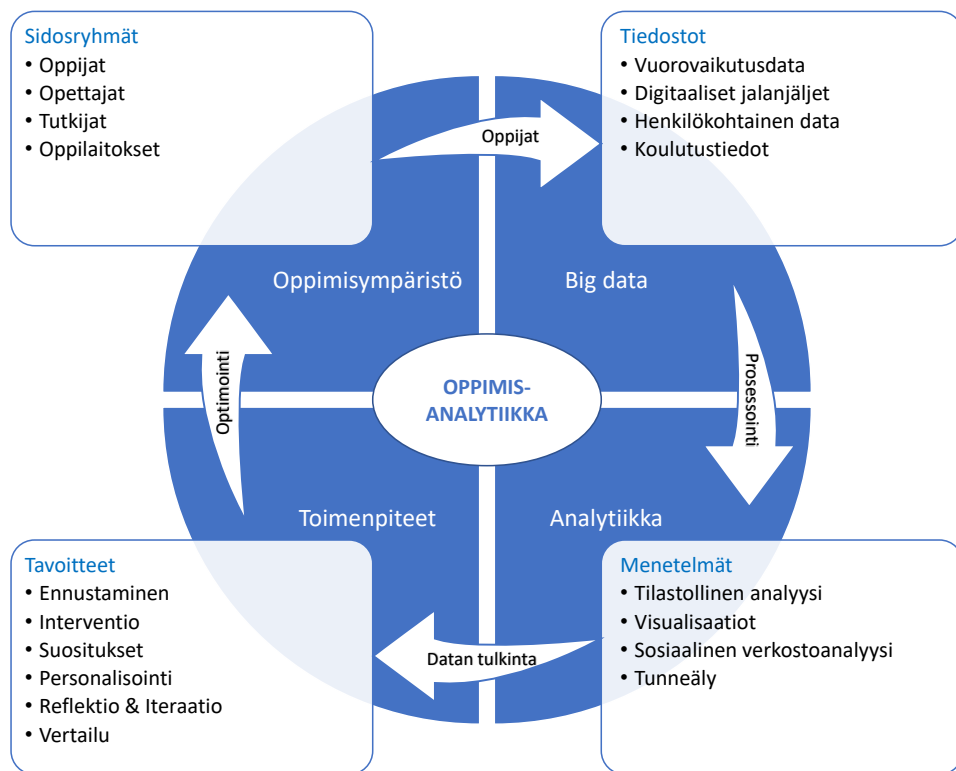 Sidosryhmät
• Oppijat
• Opettajat
• Tutkijat
• Oppilaitokset
Tiedostot
• Vuorovaikutusdata
• Digitaaliset jalanjäljet
• Henkilökohtainen data
• Koulutustiedot
Oppijat
Oppimisympäristö
Big data
Optimointi
OPPIMIS-
ANALYTIIKKA
Prosessointi
Toimenpiteet
Analytiikka
Tavoitteet
• Ennustaminen
• Interventio
• Suositukset
• Personalisointi
• Reflektio & Iteraatio
• Vertailu
Datan tulkinta
Menetelmät
• Tilastollinen analyysi
• Visualisaatiot
• Sosiaalinen verkostoanalyysi
• Tunneäly